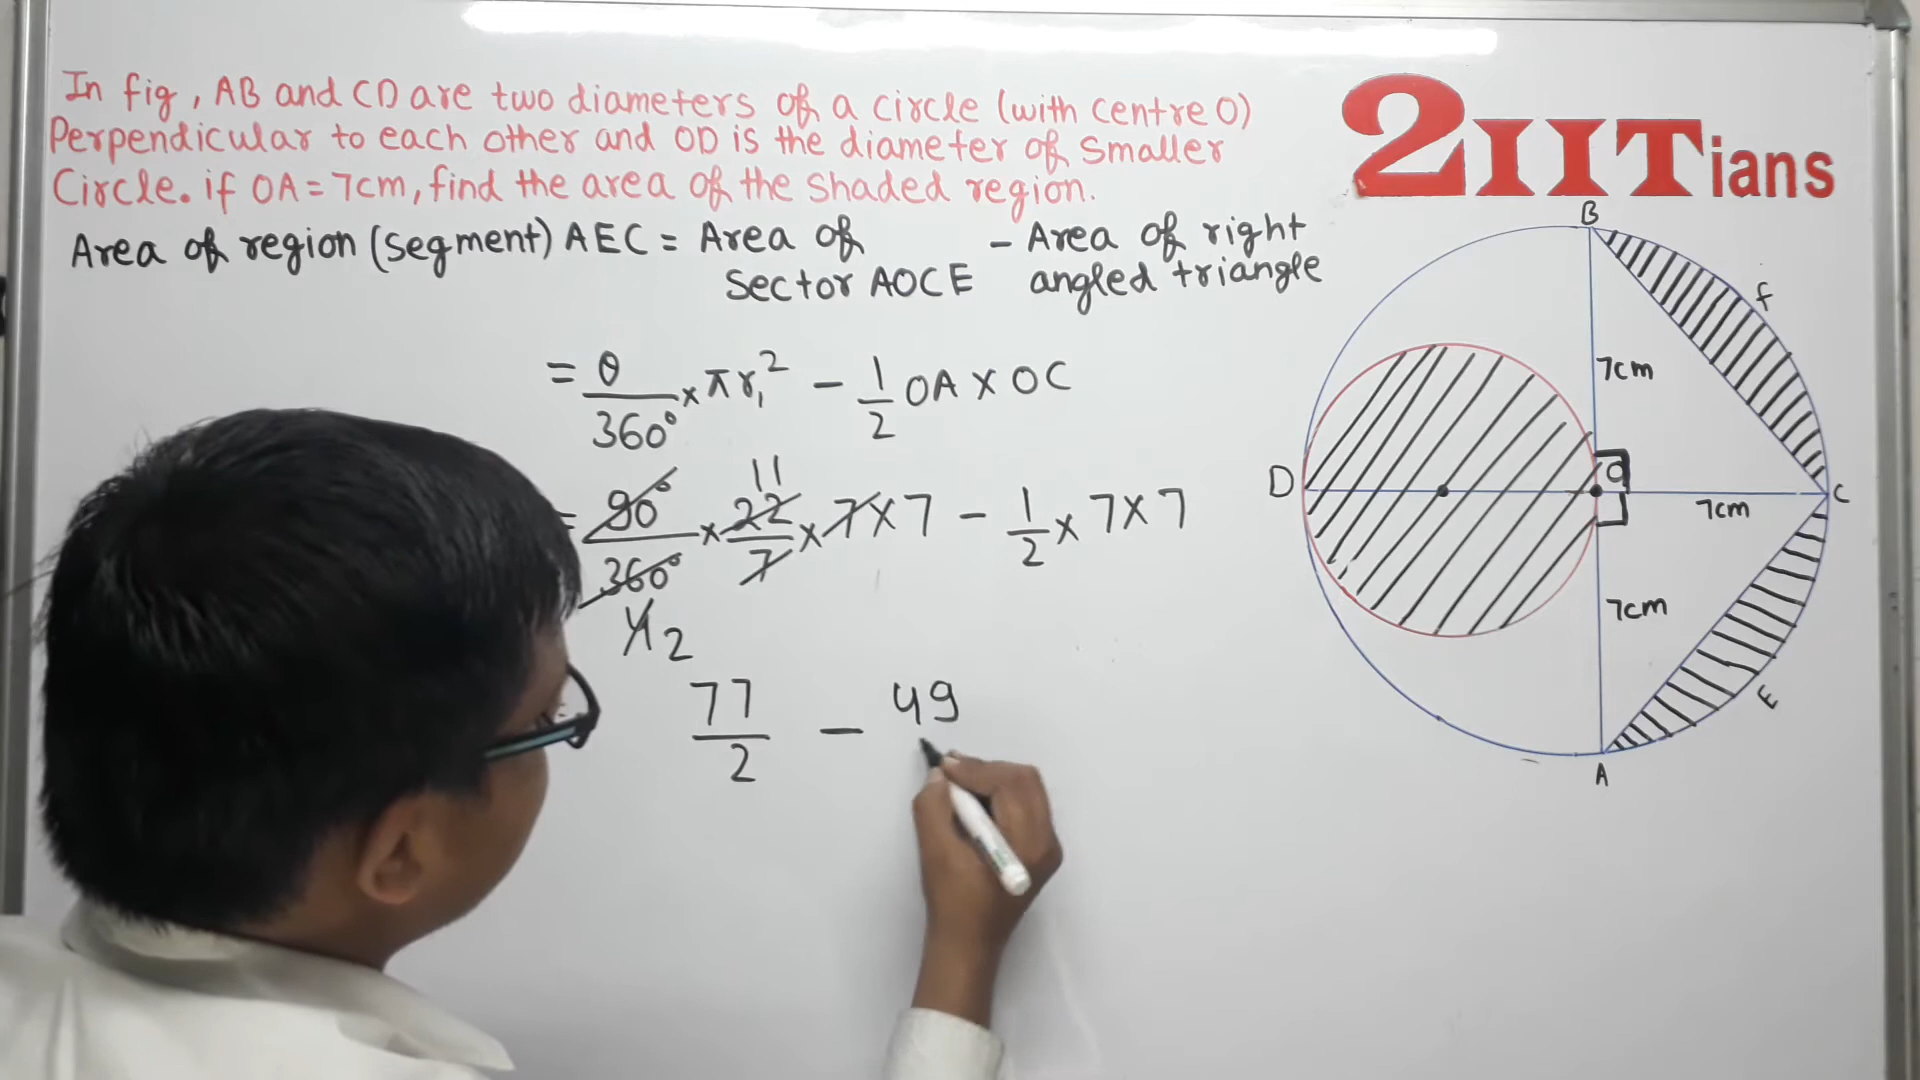 In fig, AB and CD are two diameters of a circle (with centre O)
Perpendicular to each other and OD is the diameter of smaller
Circle. if OA = 7cm, find the area of the shaded region.
2IITians
Area of region (segment) AEC = Area of - Area of right
sector AOCE angled triangle
= θ/360° × πr₁² - 1/2 OA × OC
= 90°/360° × 22/7 × 7 × 7 - 1/2 × 7 × 7
11
4 2
77/2 - 49
B
F
7cm
D
O
C
7cm
7cm
E
A